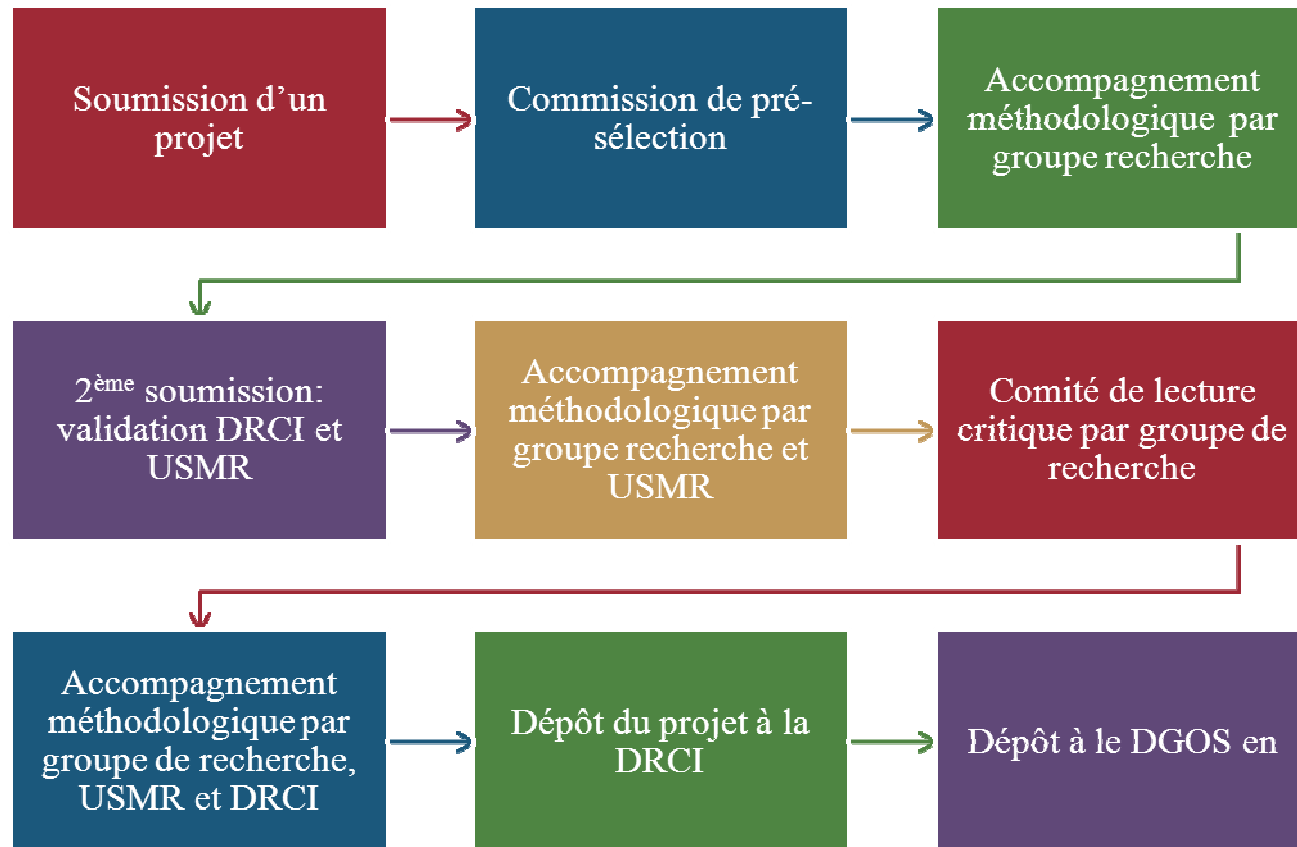 Soumission d’un
projet
Commission de pré-
sélection
Accompagnement
méthodologique par
groupe recherche
2ème soumission:
validation DRCI et
USMR
Accompagnement
méthodologique par
groupe recherche et
USMR
Comité de lecture
critique par groupe de
recherche
Accompagnement
méthodologique par
groupe de recherche,
USMR et DRCI
Dépôt du projet à la
DRCI
Dépôt à le DGOS en